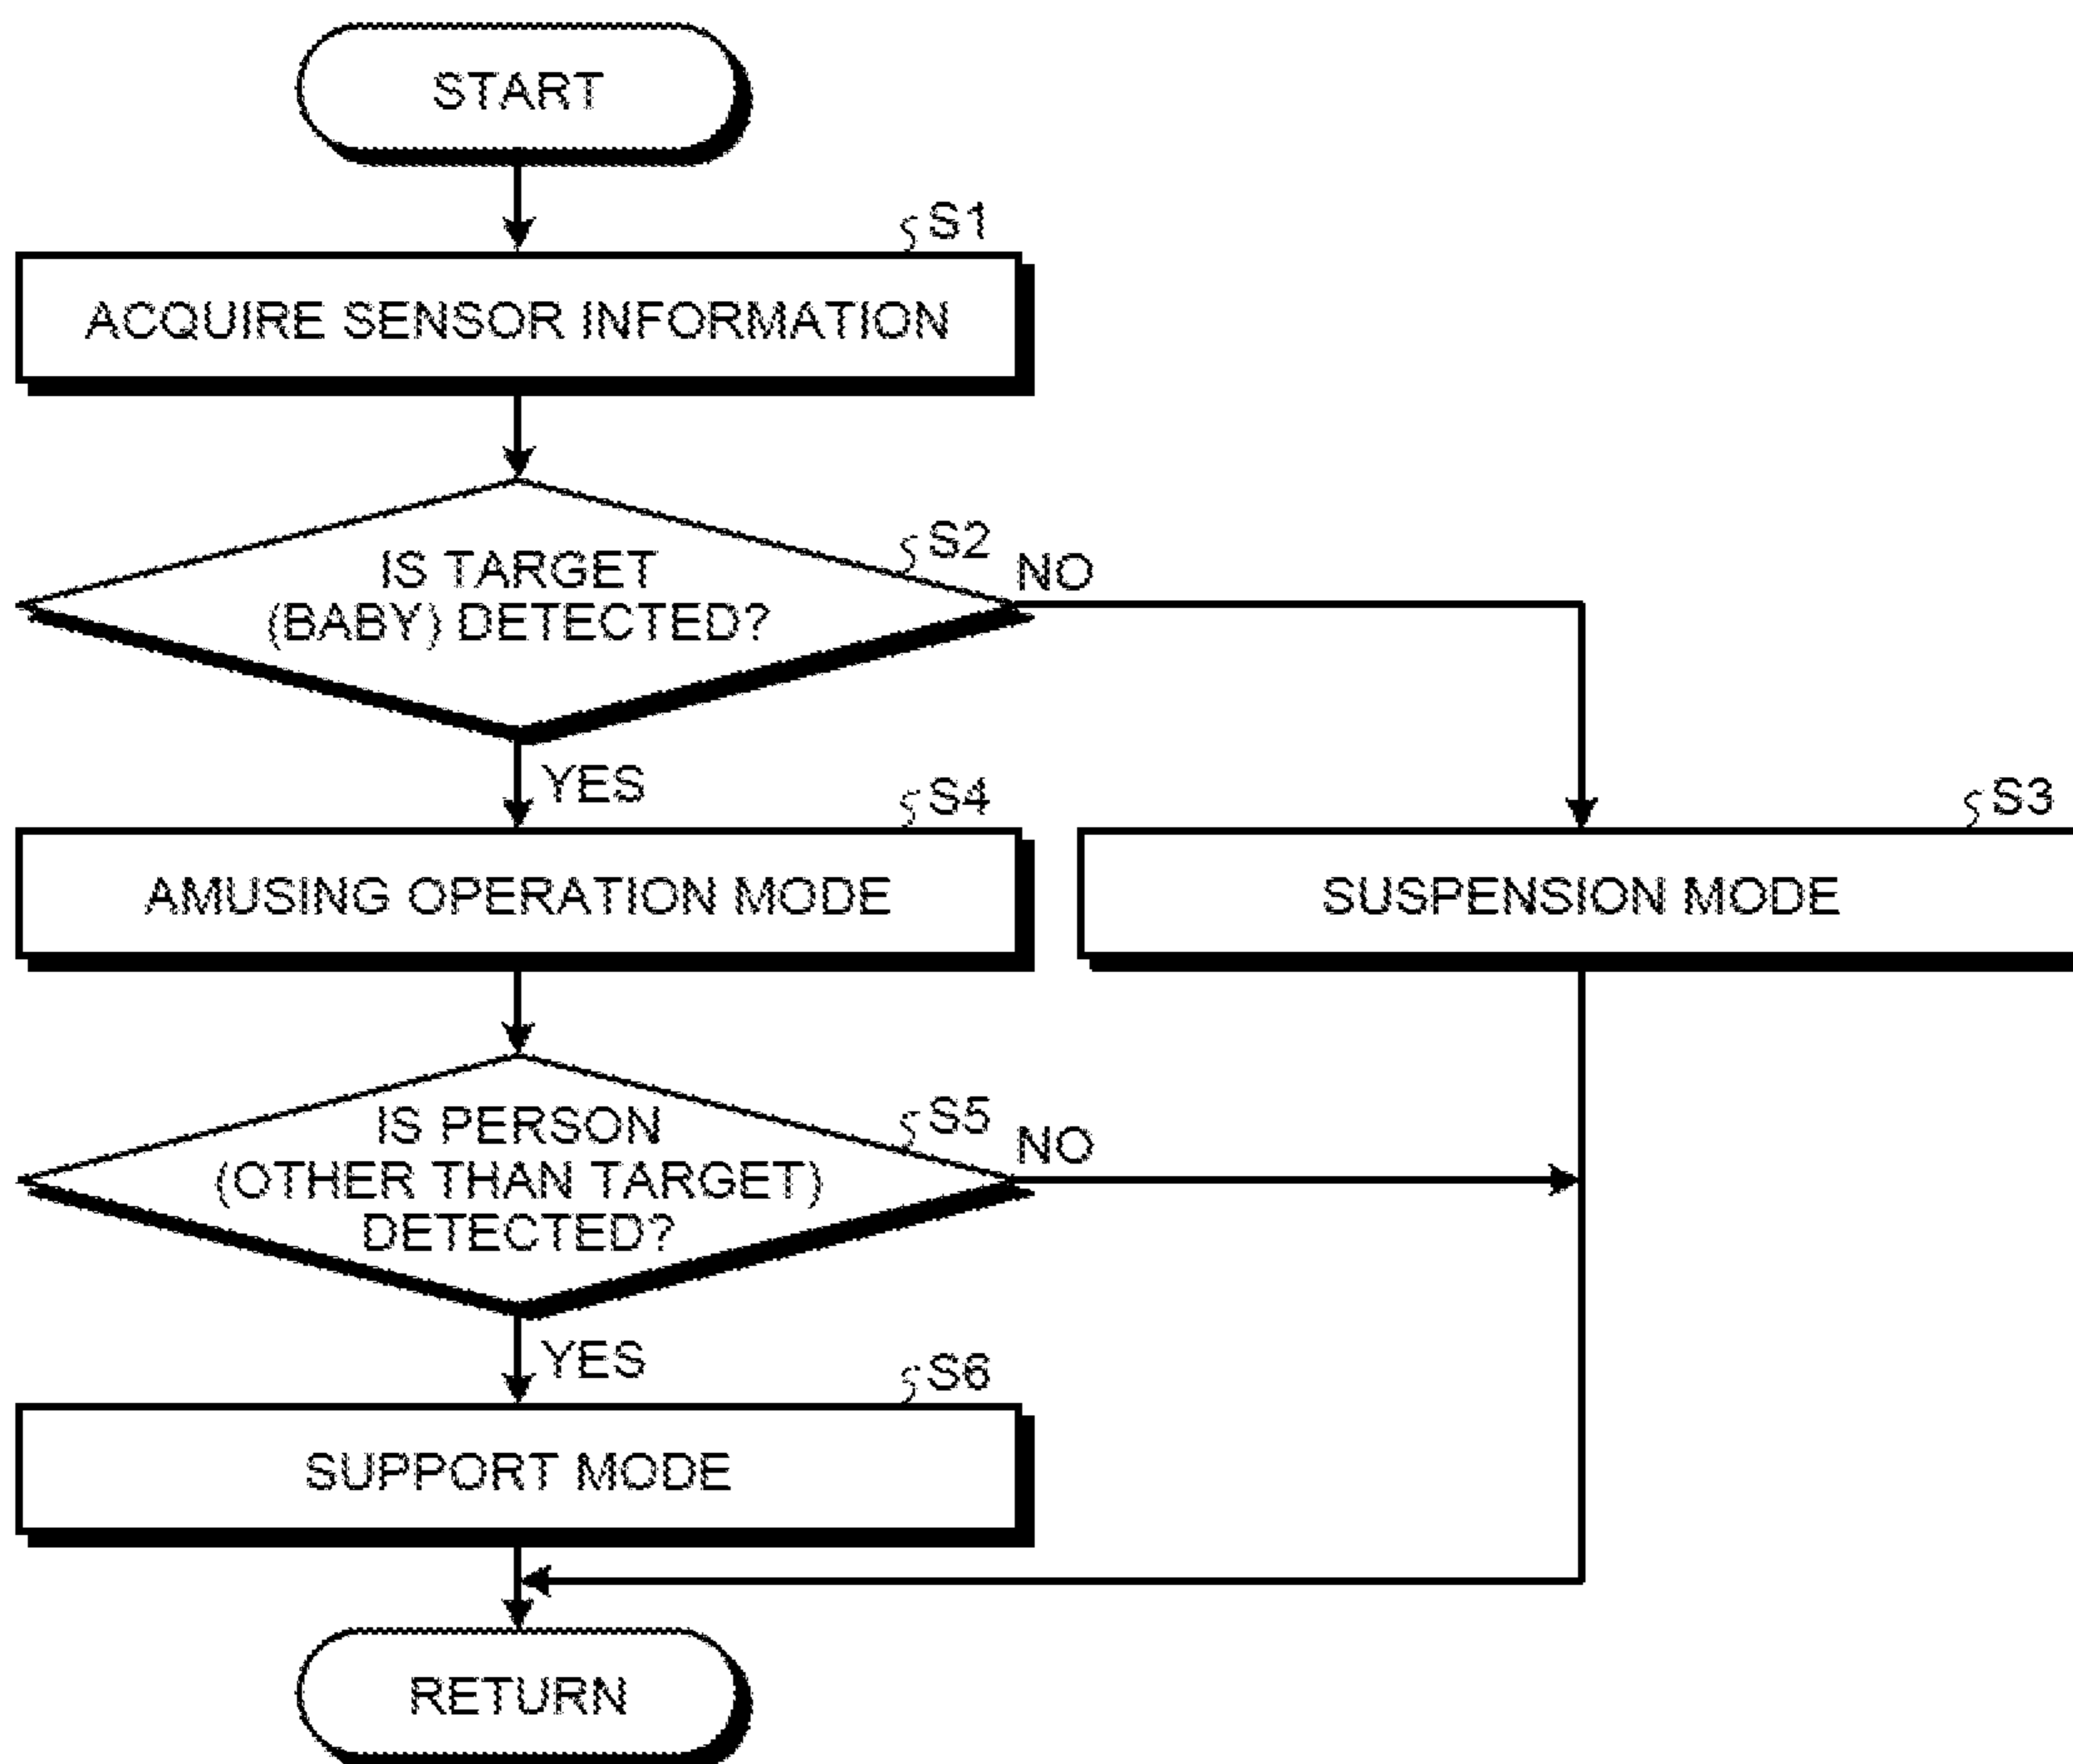 START
S1
ACQUIRE SENSOR INFORMATION
S2
IS TARGET
(BABY) DETECTED?
NO
YES
S4
AMUSING OPERATION MODE
S3
SUSPENSION MODE
S5
IS PERSON
(OTHER THAN TARGET)
DETECTED?
NO
YES
S6
SUPPORT MODE
RETURN